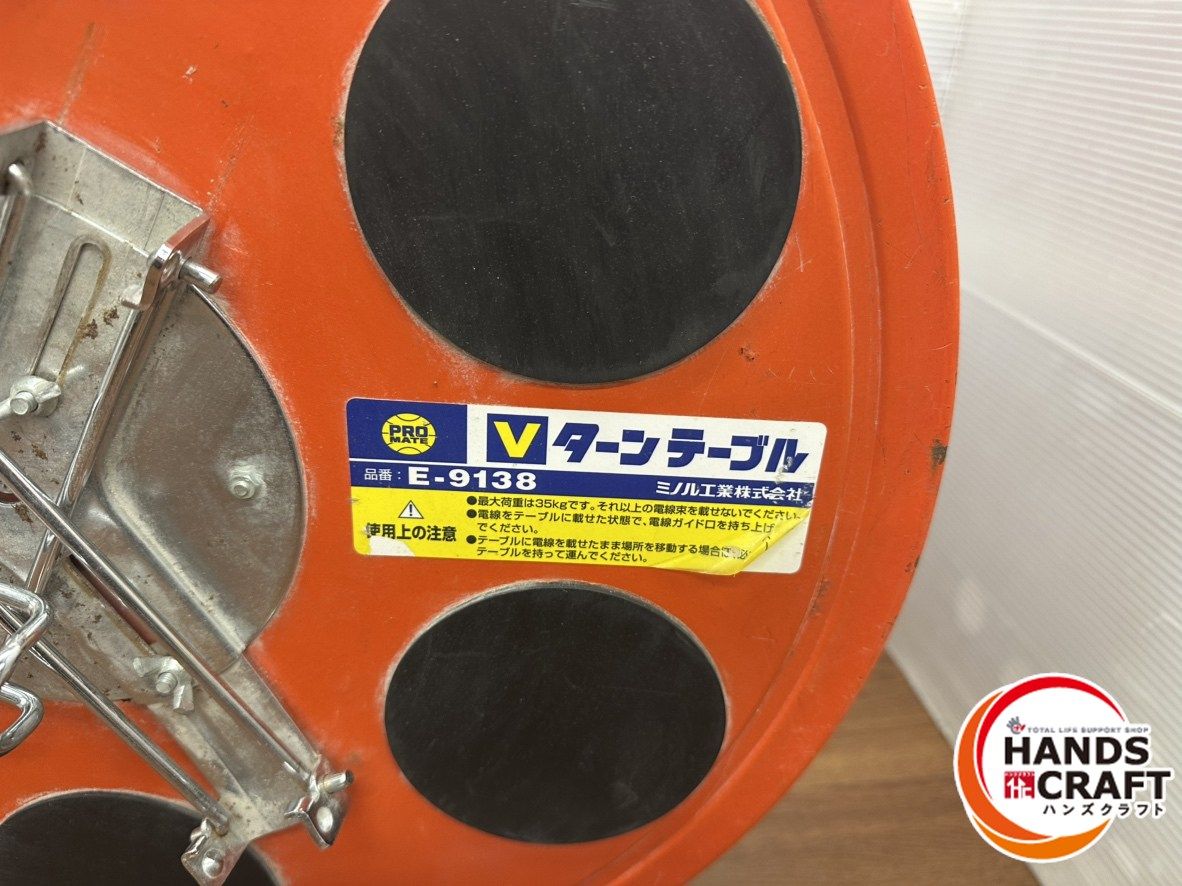 PRO
MATE
V ターンテーブル
品番：E-9138
ミノル工業株式会社
使用上の注意
●最大荷重は35kgです。それ以上の電線束を載せないでください。
●電線をテーブルに載せた状態で、電線ガイド口を持ち上げ
でください。
●テーブルに電線を載せたまま場所を移動する場合は、
テーブルを持って運んでください。
TOTAL LIFE SUPPORT SHOP
HANDS
CRAFT
ハンズクラフト